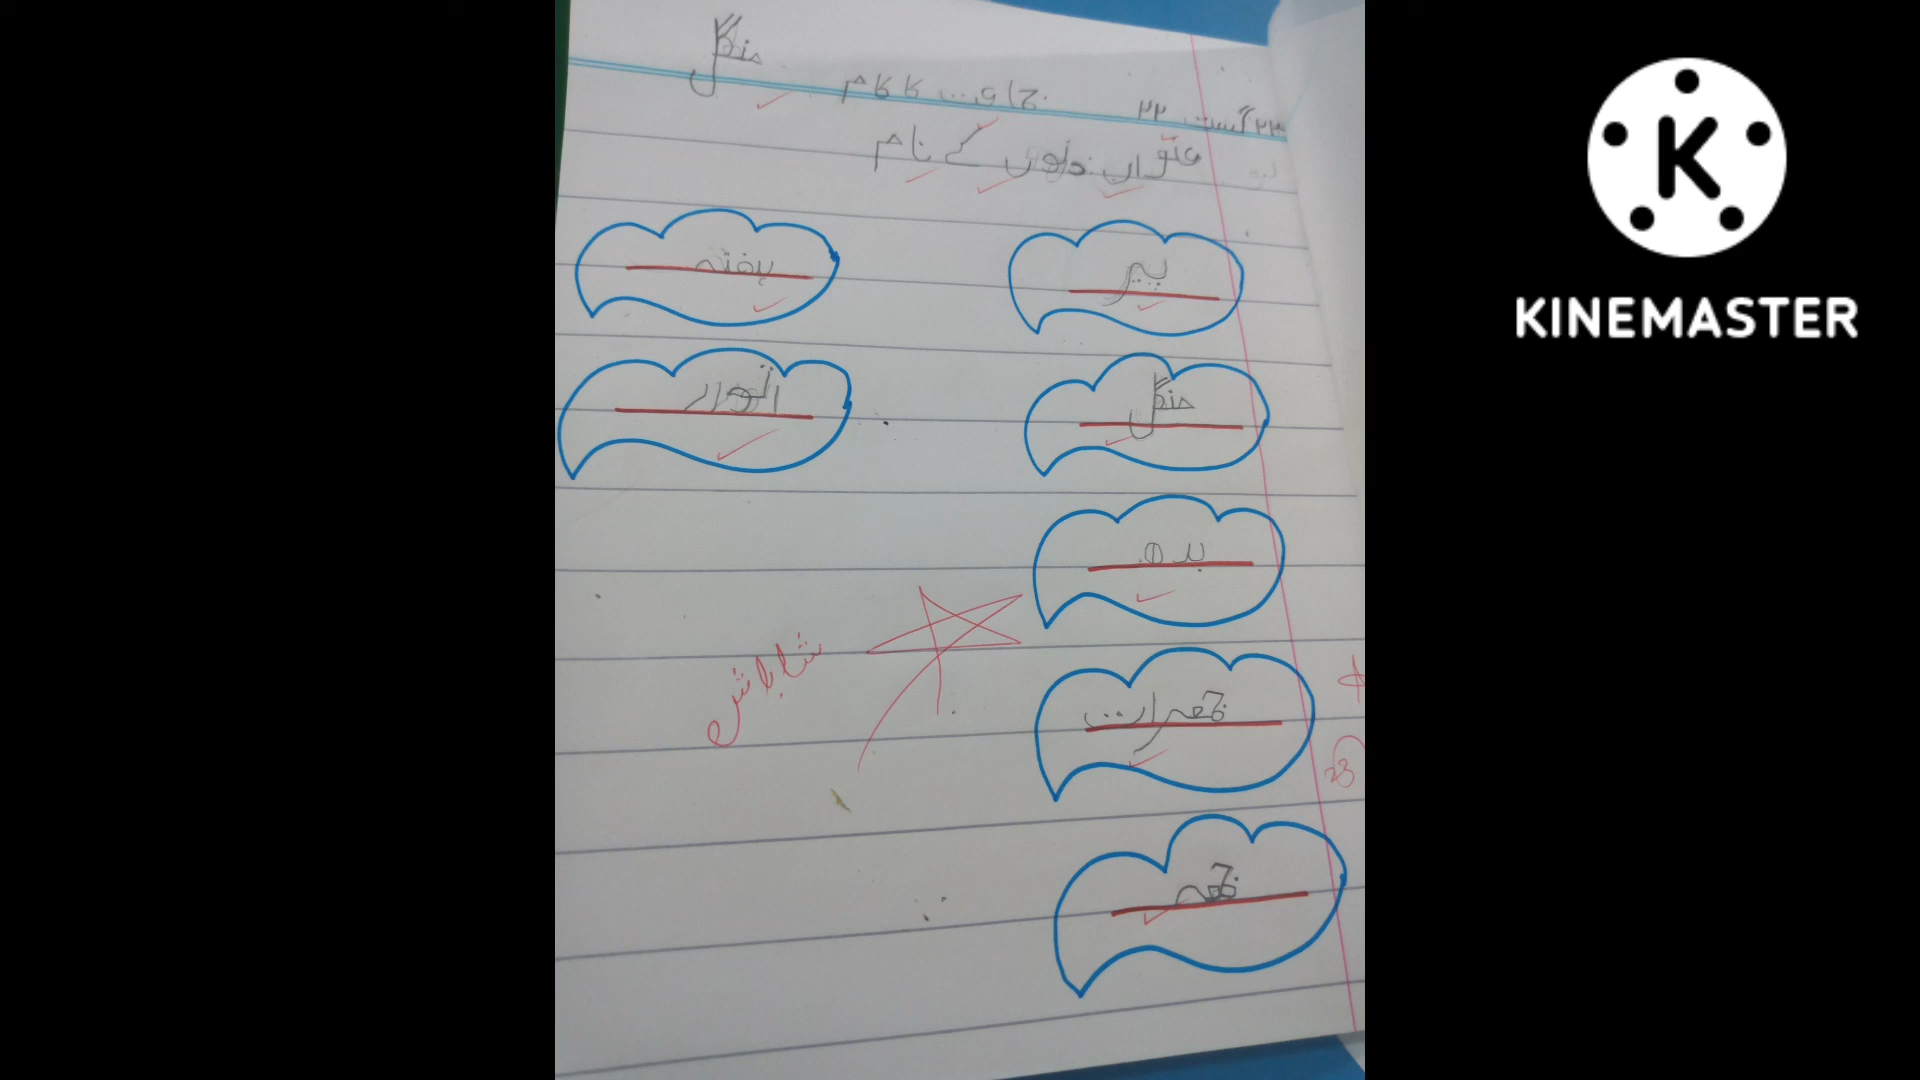 منگل
۲۳ اگست ۲۲ جماعت کا کام
عنوان دنوں کے نام
پیر
منگل
بدھ
جمعرات
جمعہ
ہفتہ
اتوار
شاباش
K
KINEMASTER